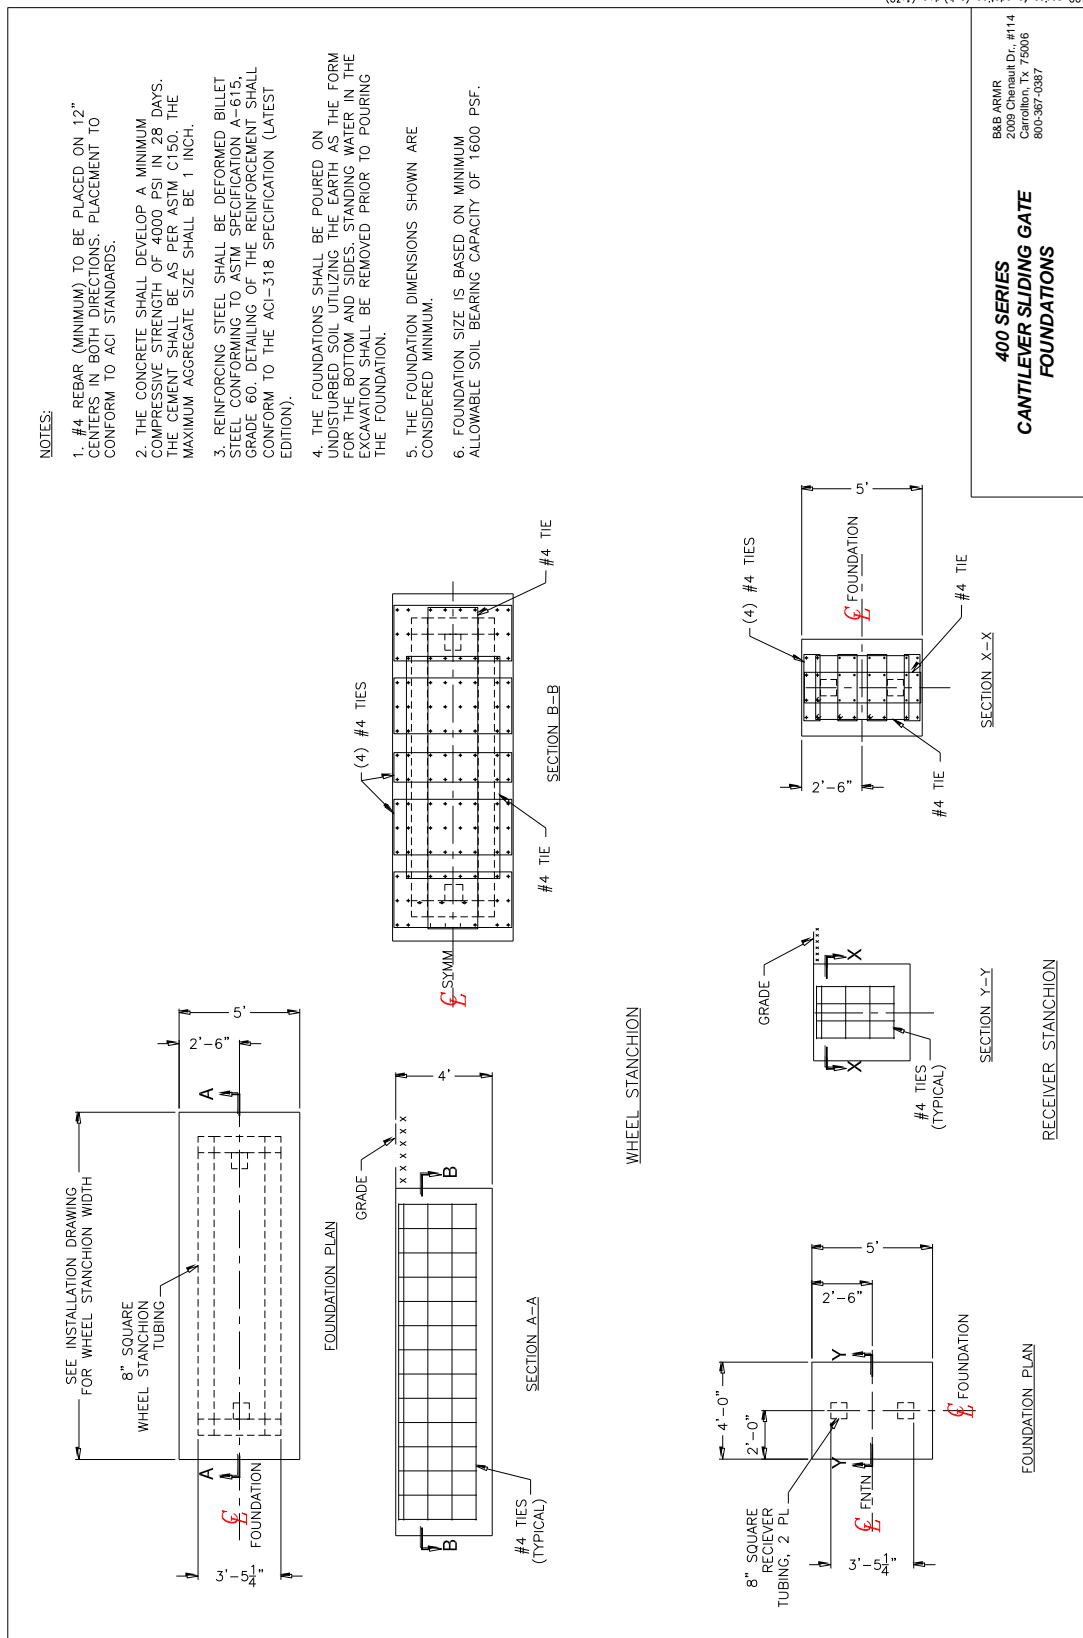 NOTES:
1. #4 REBAR (MINIMUM) TO BE PLACED ON 12"
CENTERS IN BOTH DIRECTIONS. PLACEMENT TO
CONFORM TO ACI STANDARDS.
2. THE CONCRETE SHALL DEVELOP A MINIMUM
COMPRESSIVE STRENGTH OF 4000 PSI IN 28 DAYS.
THE CEMENT SHALL BE AS PER ASTM C150. THE
MAXIMUM AGGREGATE SIZE SHALL BE 1 INCH.
3. REINFORCING STEEL SHALL BE DEFORMED BILLET
STEEL CONFORMING TO ASTM SPECIFICATION A-615,
GRADE 60. DETAILING OF THE REINFORCEMENT SHALL
CONFORM TO THE ACI-318 SPECIFICATION (LATEST
EDITION).
4. THE FOUNDATIONS SHALL BE POURED ON
UNDISTURBED SOIL UTILIZING THE EARTH AS THE FORM
FOR THE BOTTOM AND SIDES. STANDING WATER IN THE
EXCAVATION SHALL BE REMOVED PRIOR TO POURING
THE FOUNDATION.
5. THE FOUNDATION DIMENSIONS SHOWN ARE
CONSIDERED MINIMUM.
6. FOUNDATION SIZE IS BASED ON MINIMUM
ALLOWABLE SOIL BEARING CAPACITY OF 1600 PSF.
SEE INSTALLATION DRAWING
FOR WHEEL STANCHION WIDTH
8" SQUARE
WHEEL STANCHION
TUBING
A
A
2'-6"
5'
℄
FOUNDATION
3'-5 1/4"
FOUNDATION PLAN
GRADE
4'
B
B
#4 TIES
(TYPICAL)
SECTION A-A
(4) #4 TIES
℄ SYMM
#4 TIE
#4 TIE
SECTION B-B
WHEEL STANCHION
4'-0"
2'-0"
8" SQUARE
RECIEVER
TUBING, 2 PL
Y
Y
2'-6"
5'
℄ FNTN
3'-5 1/4"
℄ FOUNDATION
FOUNDATION PLAN
GRADE
X
X
#4 TIES
(TYPICAL)
SECTION Y-Y
(4) #4 TIES
5'
℄ FOUNDATION
2'-6"
#4 TIE
#4 TIE
SECTION X-X
RECEIVER STANCHION
400 SERIES
CANTILEVER SLIDING GATE
FOUNDATIONS
B&B ARMR
2009 Chenault Dr., #114
Carrollton, Tx 75006
800-367-0387